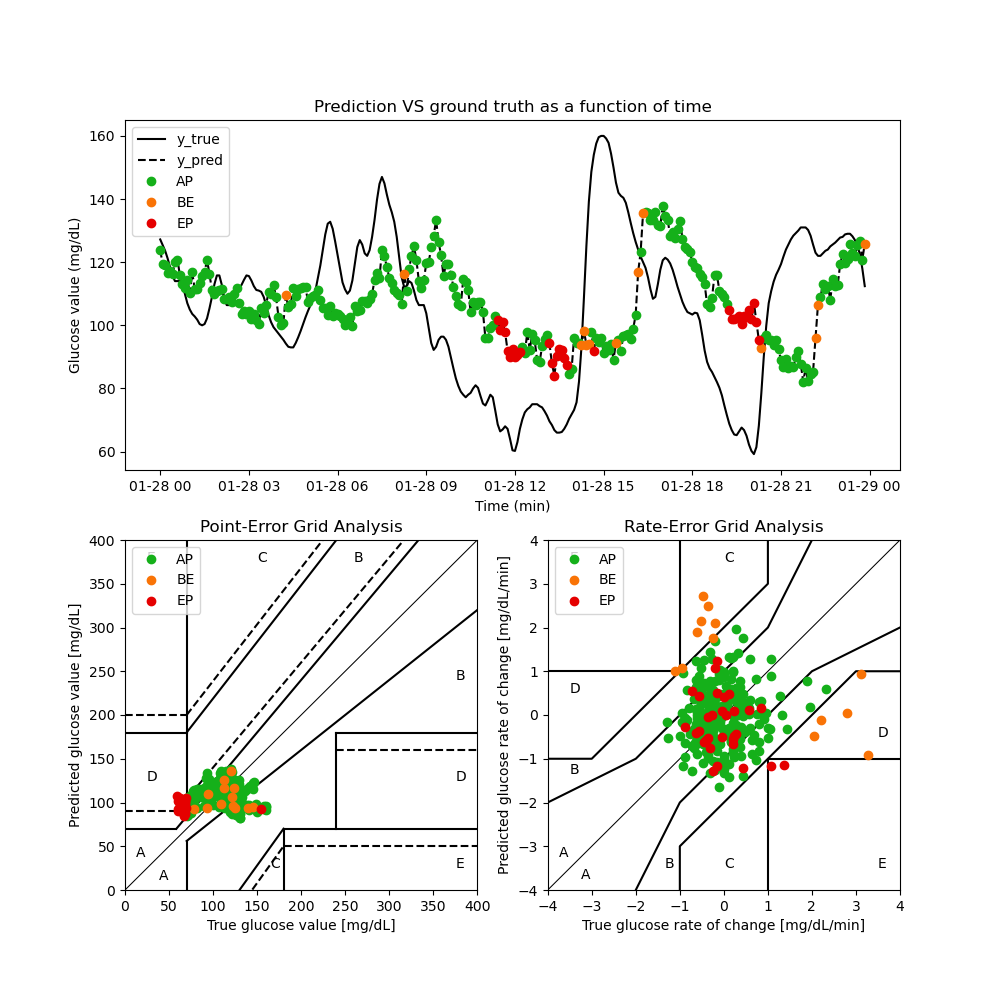 Prediction VS ground truth as a function of time
Glucose value (mg/dL)
160
140
120
100
80
60
y_true
y_pred
AP
BE
EP
01-28 00 01-28 03 01-28 06 01-28 09 01-28 12 01-28 15 01-28 18 01-28 21 01-29 00
Time (min)
Point-Error Grid Analysis
Predicted glucose value [mg/dL]
400
350
300
250
200
150
100
50
0
AP
BE
EP
C
B
B
D
D
A
A
C
E
0 50 100 150 200 250 300 350 400
True glucose value [mg/dL]
Rate-Error Grid Analysis
Predicted glucose rate of change [mg/dL/min]
4
3
2
1
0
−1
−2
−3
−4
AP
BE
EP
C
D
D
B
A
A
B
C
E
−4 −3 −2 −1 0 1 2 3 4
True glucose rate of change [mg/dL/min]